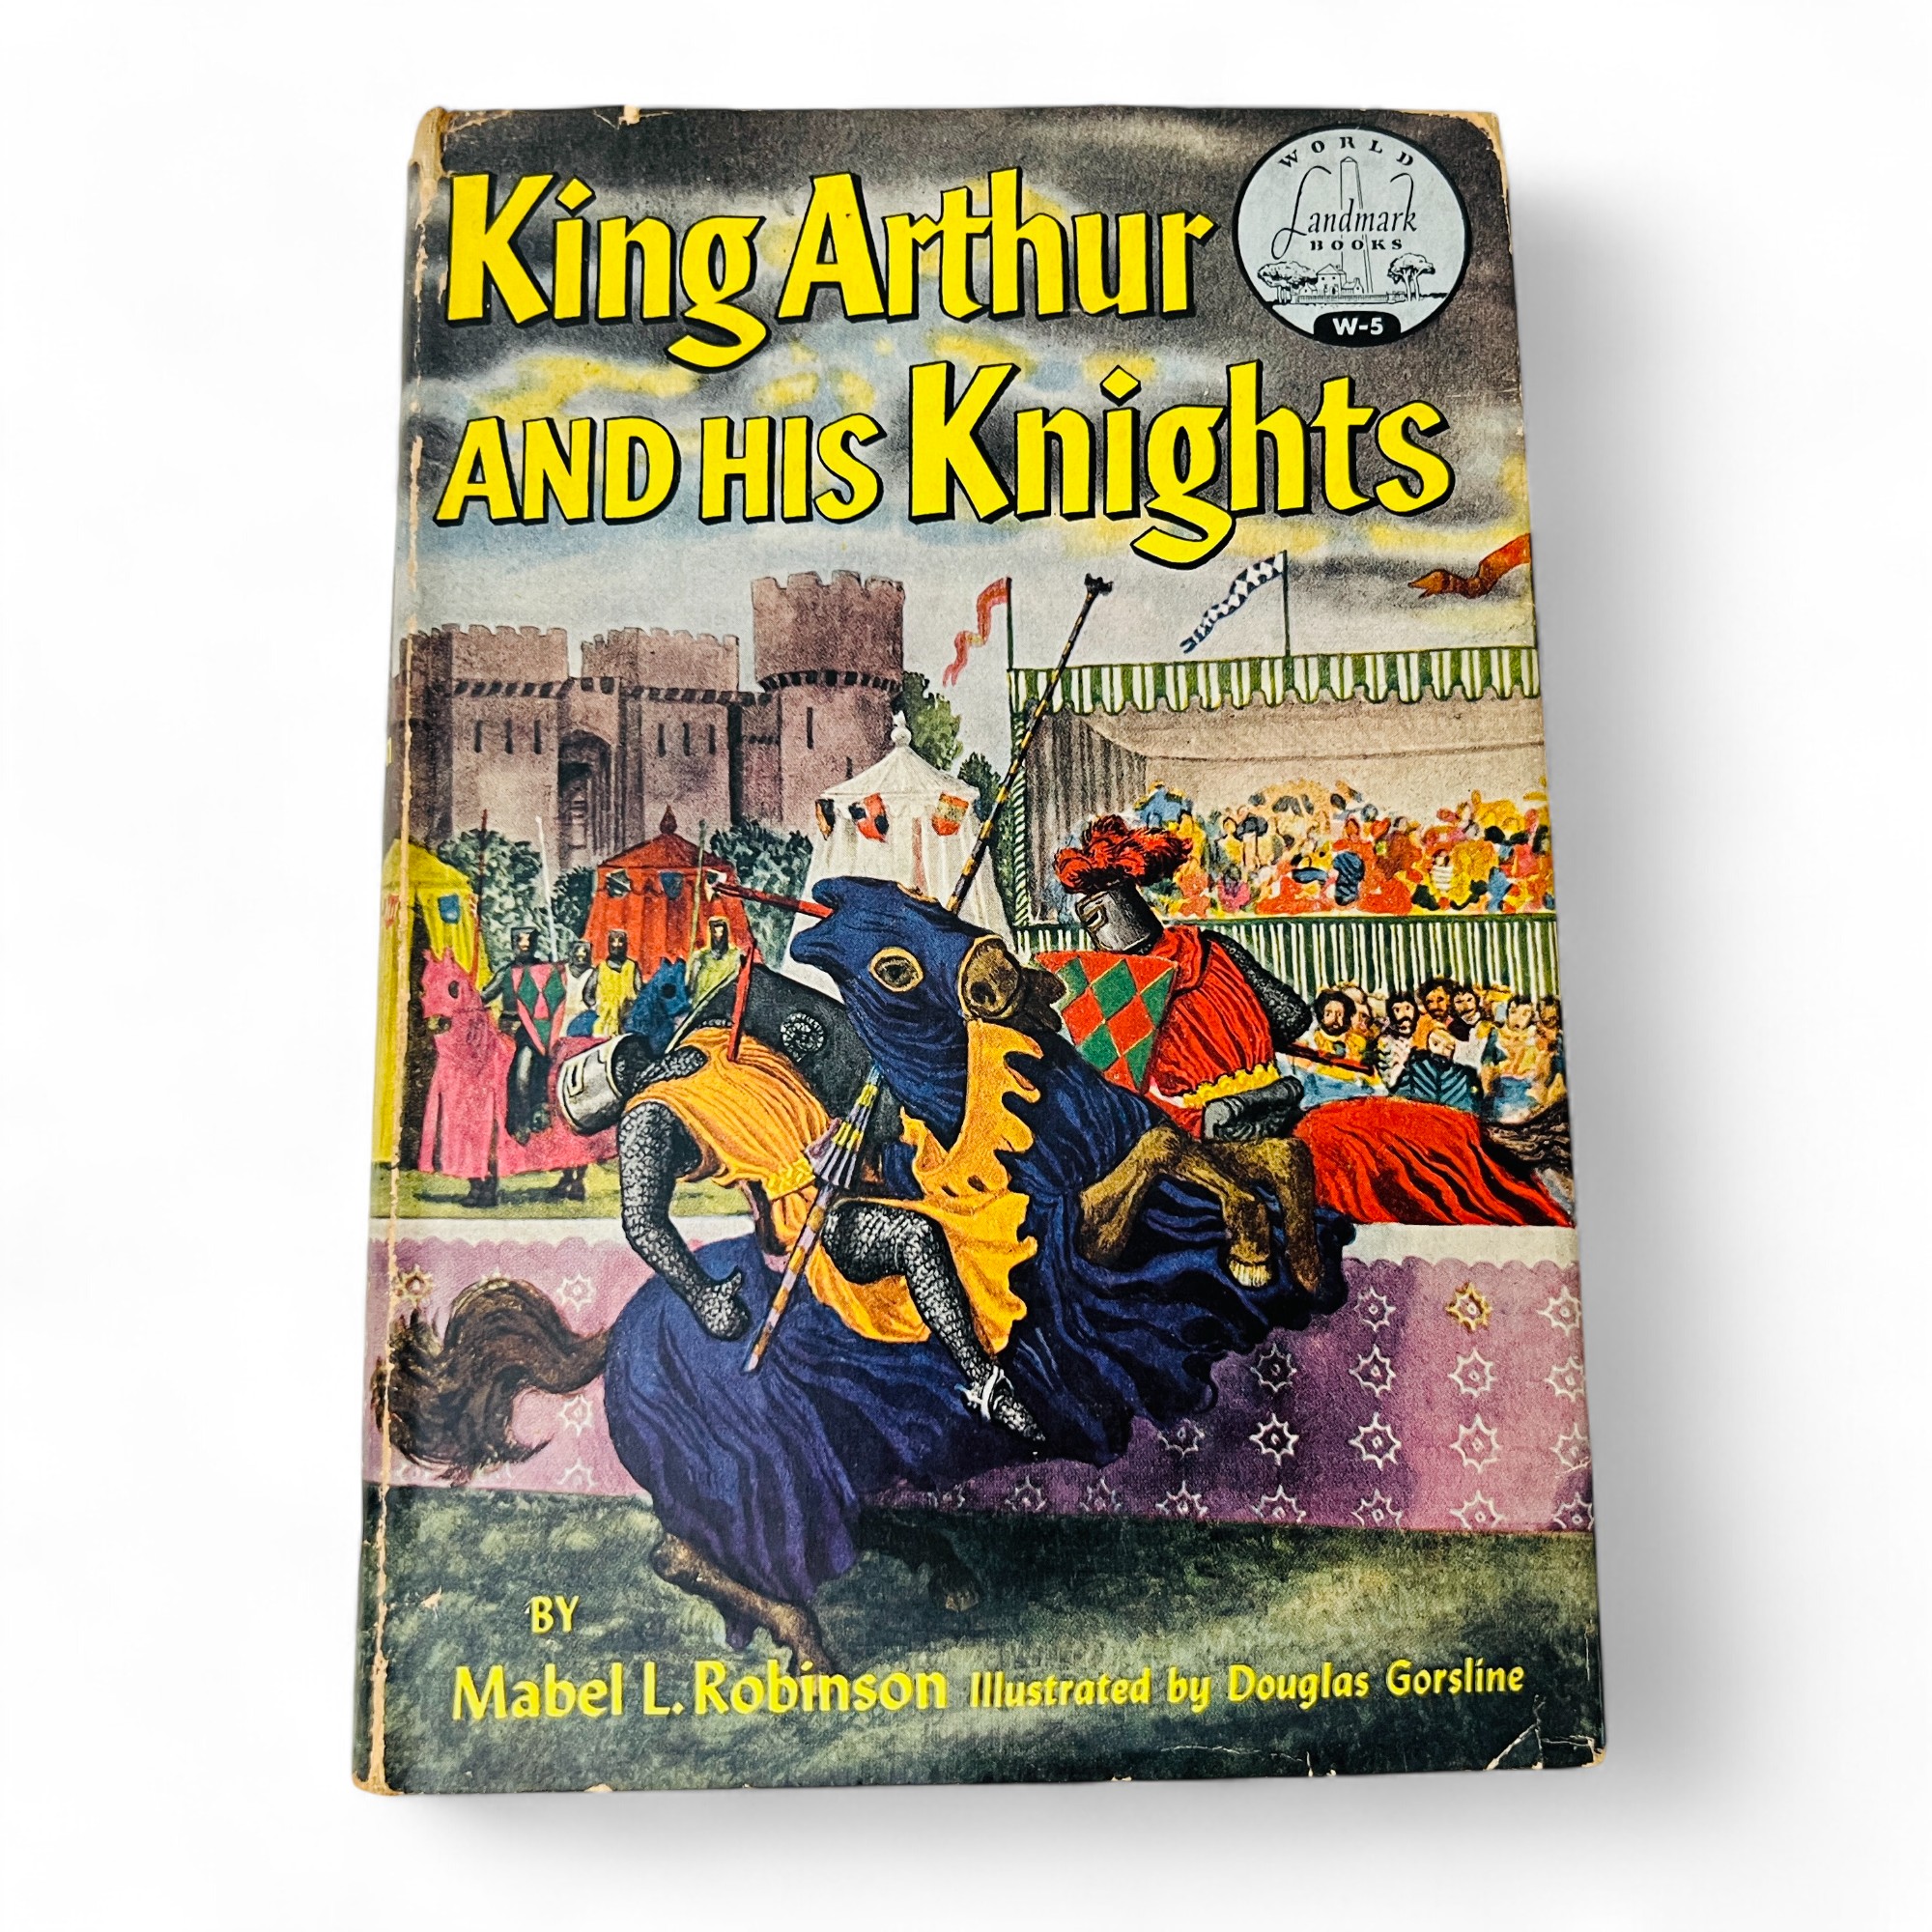 King Arthur
AND HIS Knights
WORLD
Landmark
BOOKS
W-5
BY
Mabel L. Robinson Illustrated by Douglas Gorsline